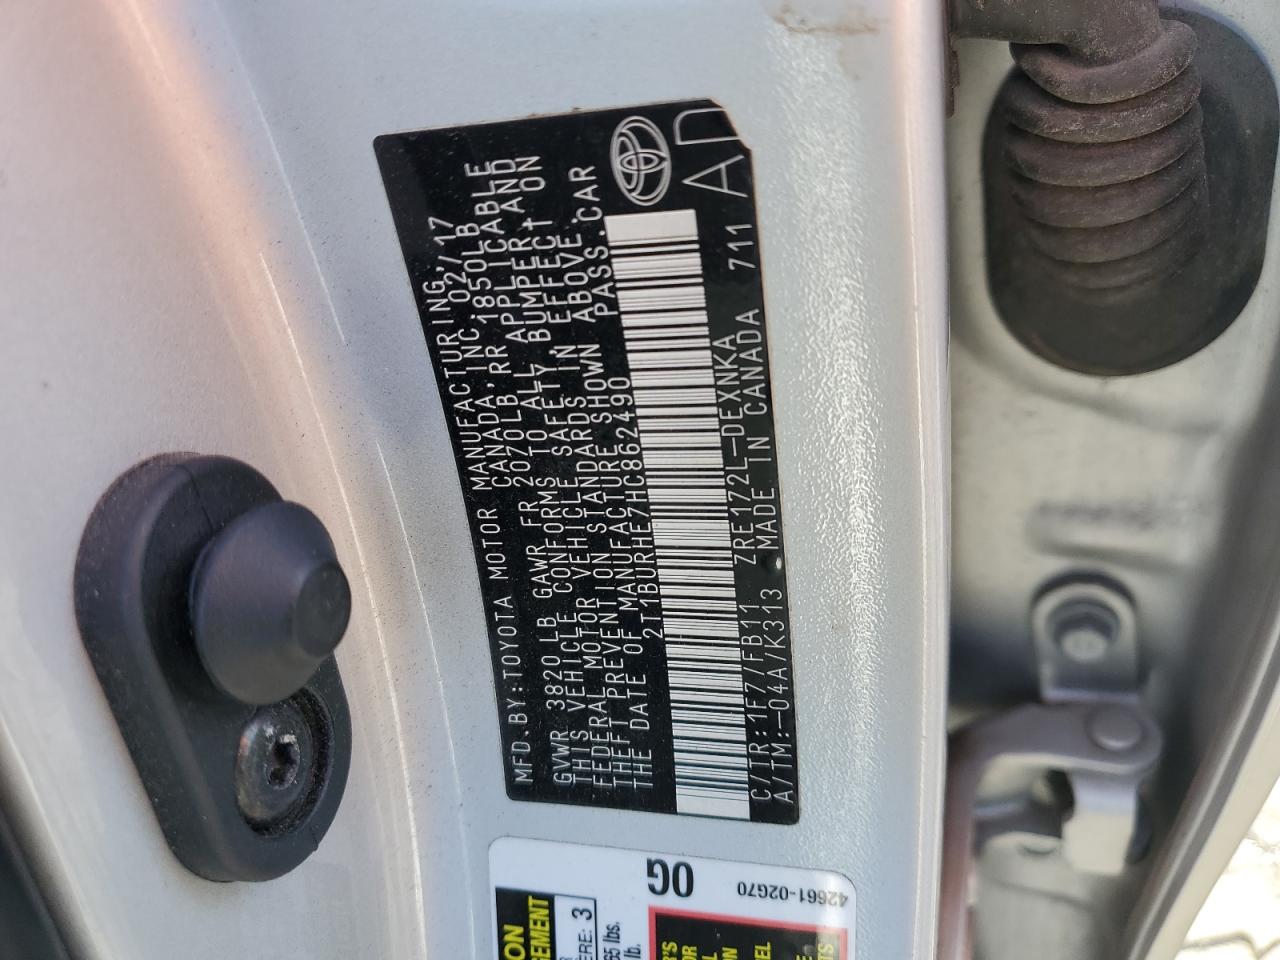 MFD.BY:TOYOTA MOTOR MANUFACTURING,
CANADA,INC. 02/17
GVWR 3820LB GAWR FR 2070LB,RR 1850LB
THIS VEHICLE CONFORMS TO ALL APPLICABLE
FEDERAL MOTOR VEHICLE SAFETY, BUMPER, AND
THEFT PREVENTION STANDARDS IN EFFECT ON
THE DATE OF MANUFACTURE SHOWN ABOVE.
2T1BURHE7HC862490 PASS.CAR
C/TR:1F7/FB11 ZRE172L-DEXNKA 711
A/TM:-04A/K313 MADE IN CANADA
AD
OG
42661-02G70